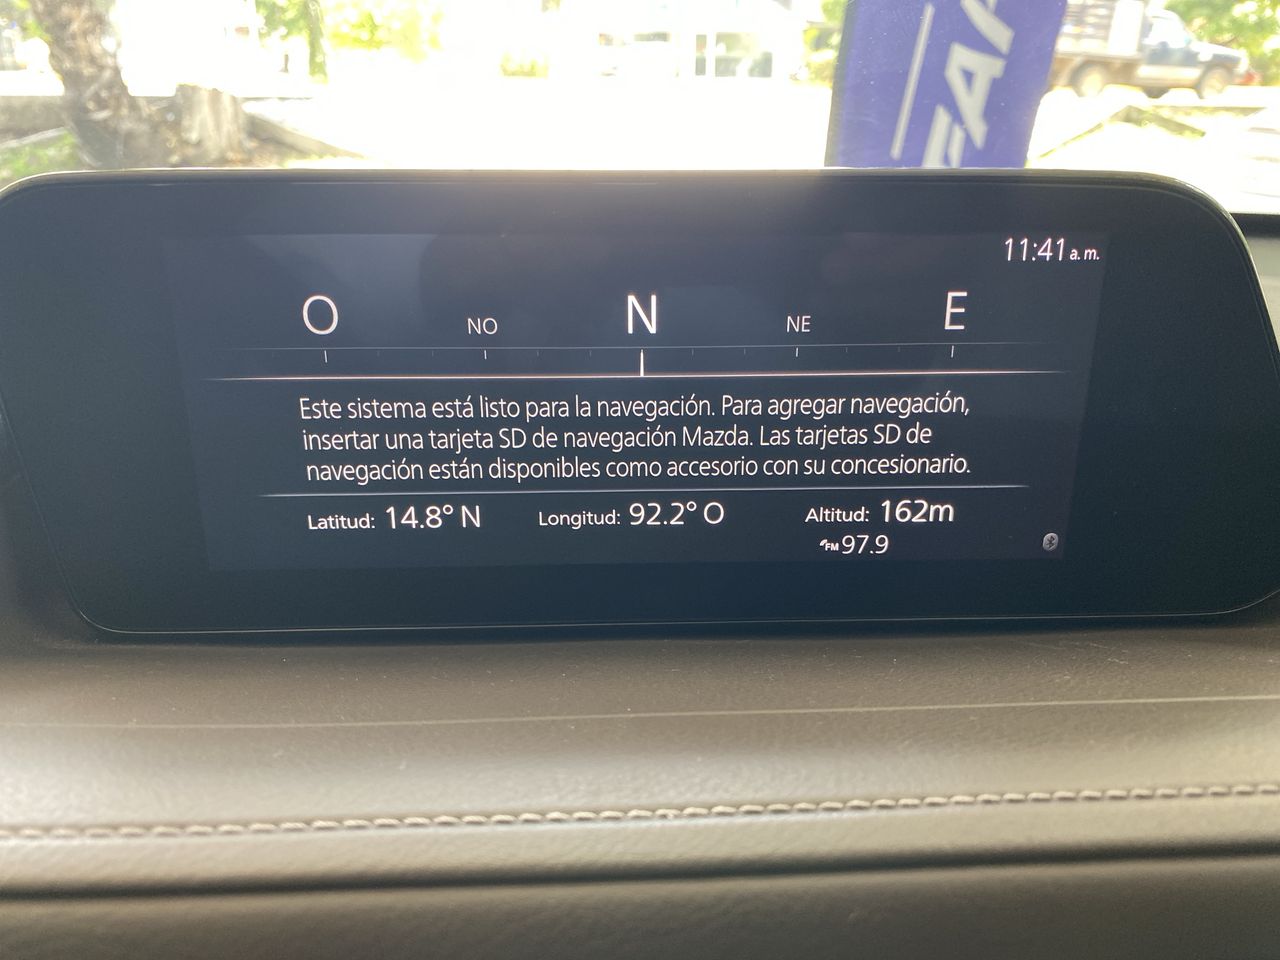 FAA
11:41 a. m.
O NO N NE E
Este sistema está listo para la navegación. Para agregar navegación,
insertar una tarjeta SD de navegación Mazda. Las tarjetas SD de
navegación están disponibles como accesorio con su concesionario.
Latitud: 14.8° N Longitud: 92.2° O Altitud: 162m
FM 97.9